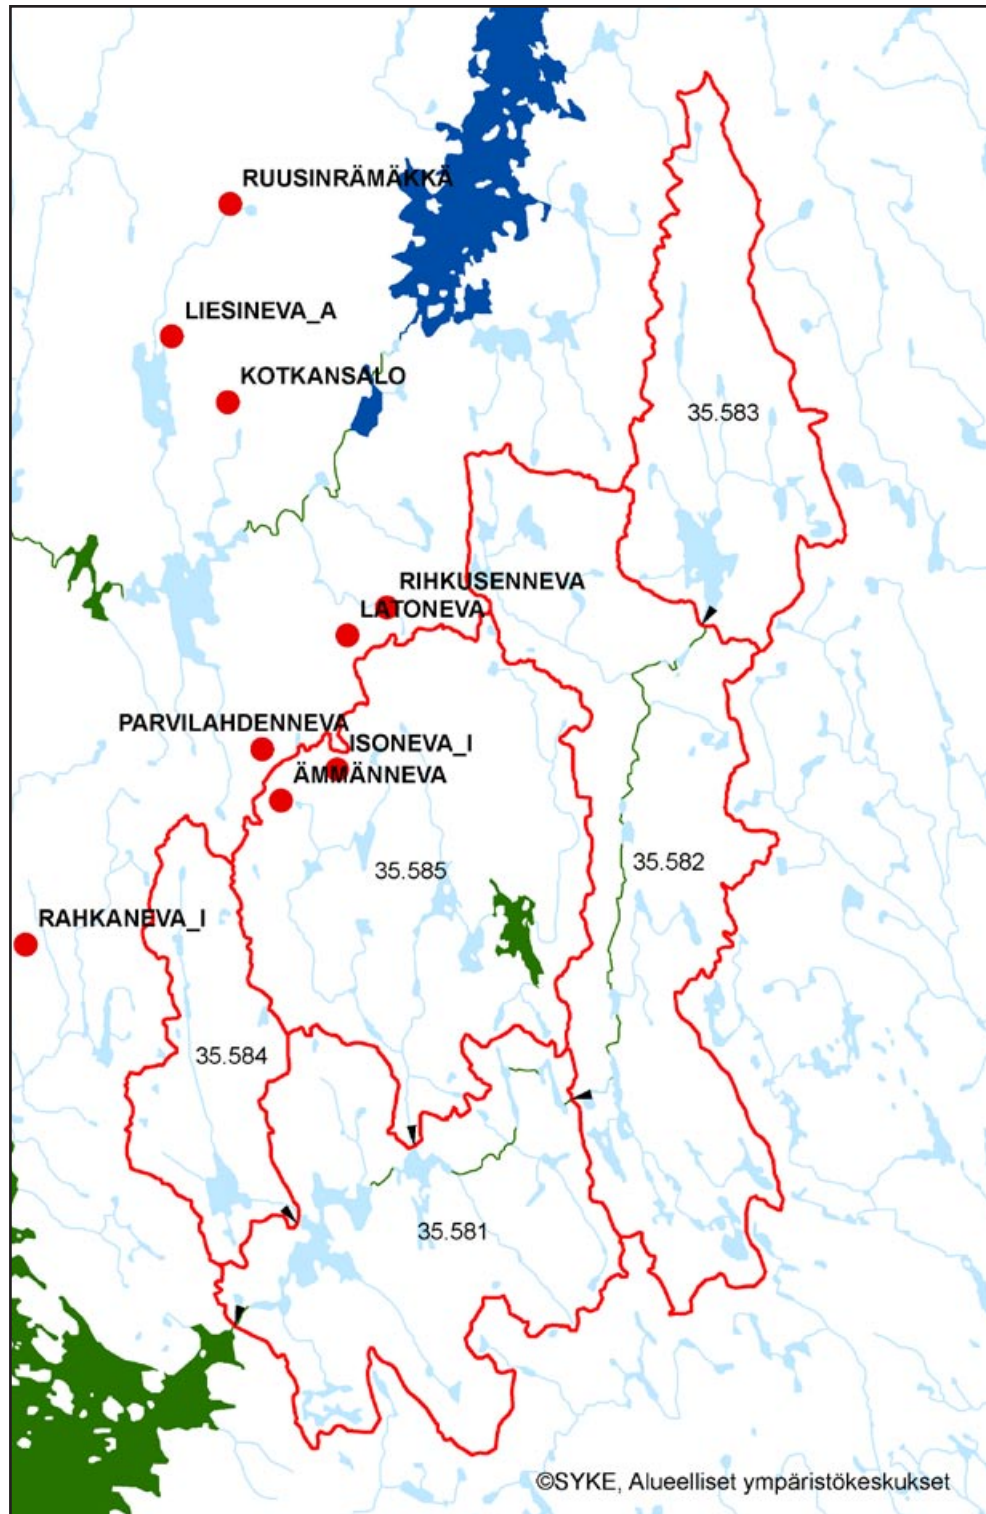 RUUSINRÄMÄKKÄ
LIESINEVA_A
KOTKANSALO
35.583
RIHKUSENNEVA
LATONEVA
PARVILAHDENNEVA
ISONEVA_I
ÄMMÄNNEVA
35.585
35.582
RAHKANEVA_I
35.584
35.581
©SYKE, Alueelliset ympäristökeskukset